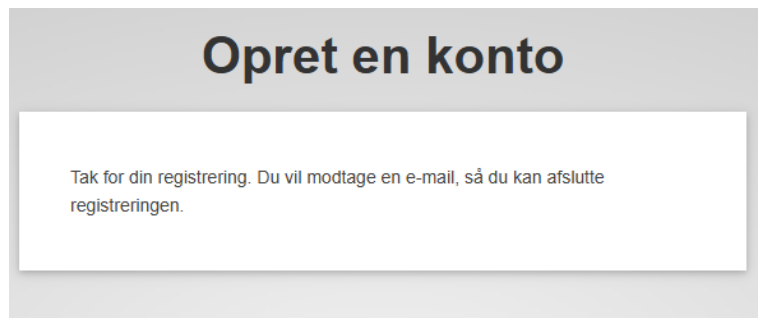 Opret en konto
Tak for din registrering. Du vil modtage en e-mail, så du kan afslutte
registreringen.